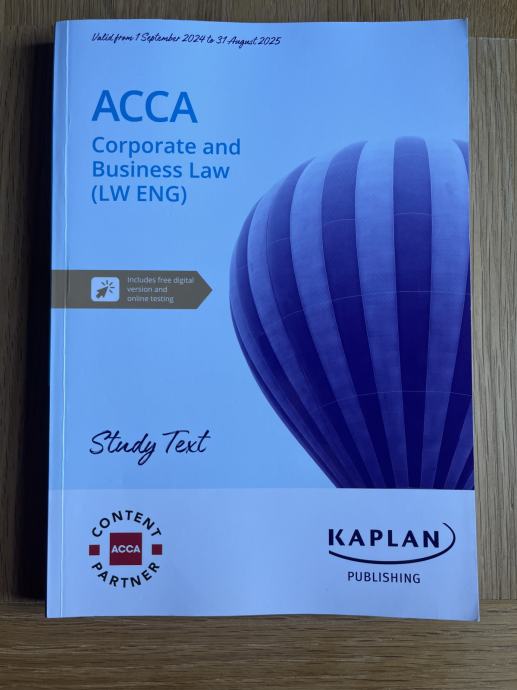 Valid from 1 September 2024 to 31 August 2025
ACCA
Corporate and
Business Law
(LW ENG)
Includes free digital
version and
online testing
Study Text
CONTENT
ACCA
PARTNER
KAPLAN
PUBLISHING